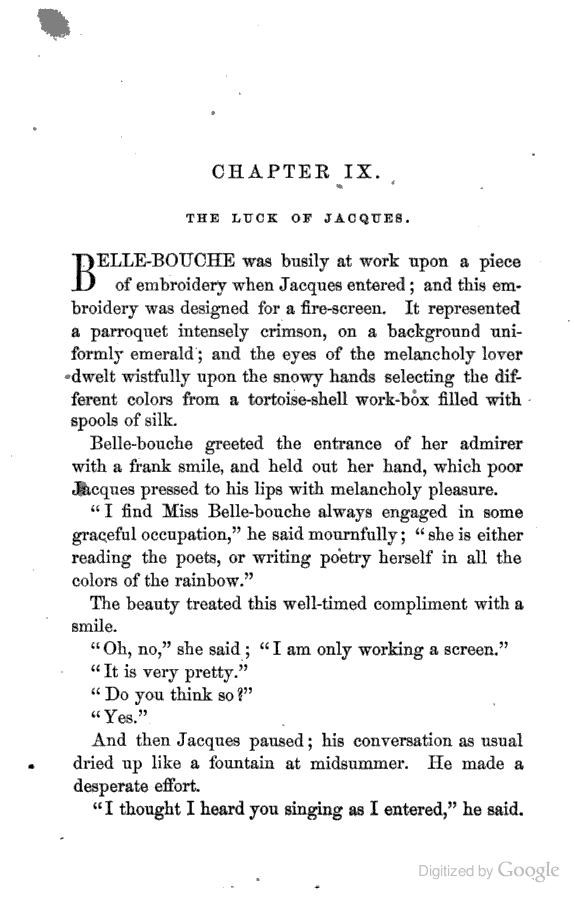 CHAPTER IX.
THE LUCK OF JACQUES.
BELLE-BOUCHE was busily at work upon a piece
of embroidery when Jacques entered; and this em-
broidery was designed for a fire-screen. It represented
a parroquet intensely crimson, on a background uni-
formly emerald; and the eyes of the melancholy lover
dwelt wistfully upon the snowy hands selecting the dif-
ferent colors from a tortoise-shell work-box filled with
spools of silk.
Belle-bouche greeted the entrance of her admirer
with a frank smile, and held out her hand, which poor
Jacques pressed to his lips with melancholy pleasure.
"I find Miss Belle-bouche always engaged in some
graceful occupation," he said mournfully; "she is either
reading the poets, or writing poetry herself in all the
colors of the rainbow."
The beauty treated this well-timed compliment with a
smile.
"Oh, no," she said; "I am only working a screen."
"It is very pretty."
"Do you think so?"
"Yes."
And then Jacques paused; his conversation as usual
dried up like a fountain at midsummer. He made a
desperate effort.
"I thought I heard you singing as I entered," he said.
Digitized by Google